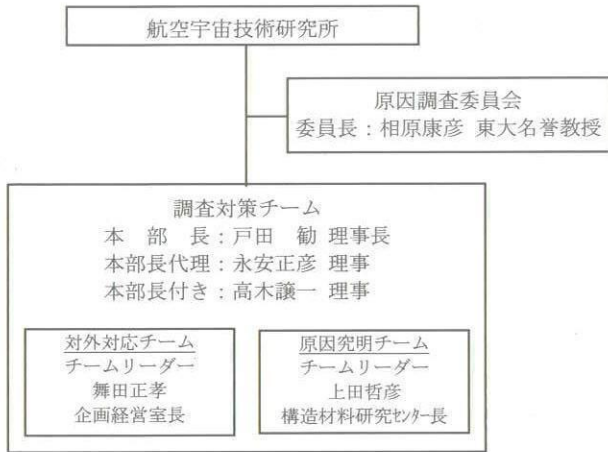 航空宇宙技術研究所
原因調査委員会
委員長:相原康彦 東大名誉教授
調査対策チーム
本 部 長:戸田 勧 理事長
本部長代理:永安正彦 理事
本部長付き:高木譲一 理事
対外対応チーム
チームリーダー
舞田正孝
企画経営室長
原因究明チーム
チームリーダー
上田哲彦
構造材料研究センター長